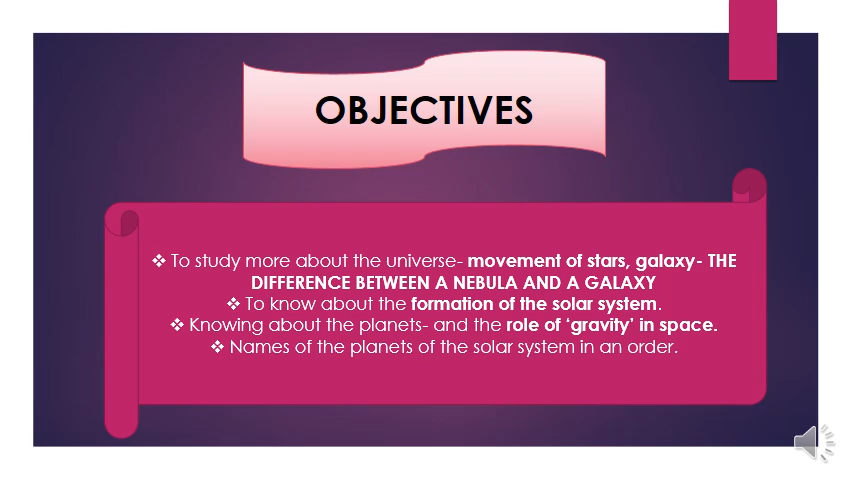 OBJECTIVES
❖ To study more about the universe- movement of stars, galaxy- THE
DIFFERENCE BETWEEN A NEBULA AND A GALAXY
❖ To know about the formation of the solar system.
❖ Knowing about the planets- and the role of ‘gravity’ in space.
❖ Names of the planets of the solar system in an order.